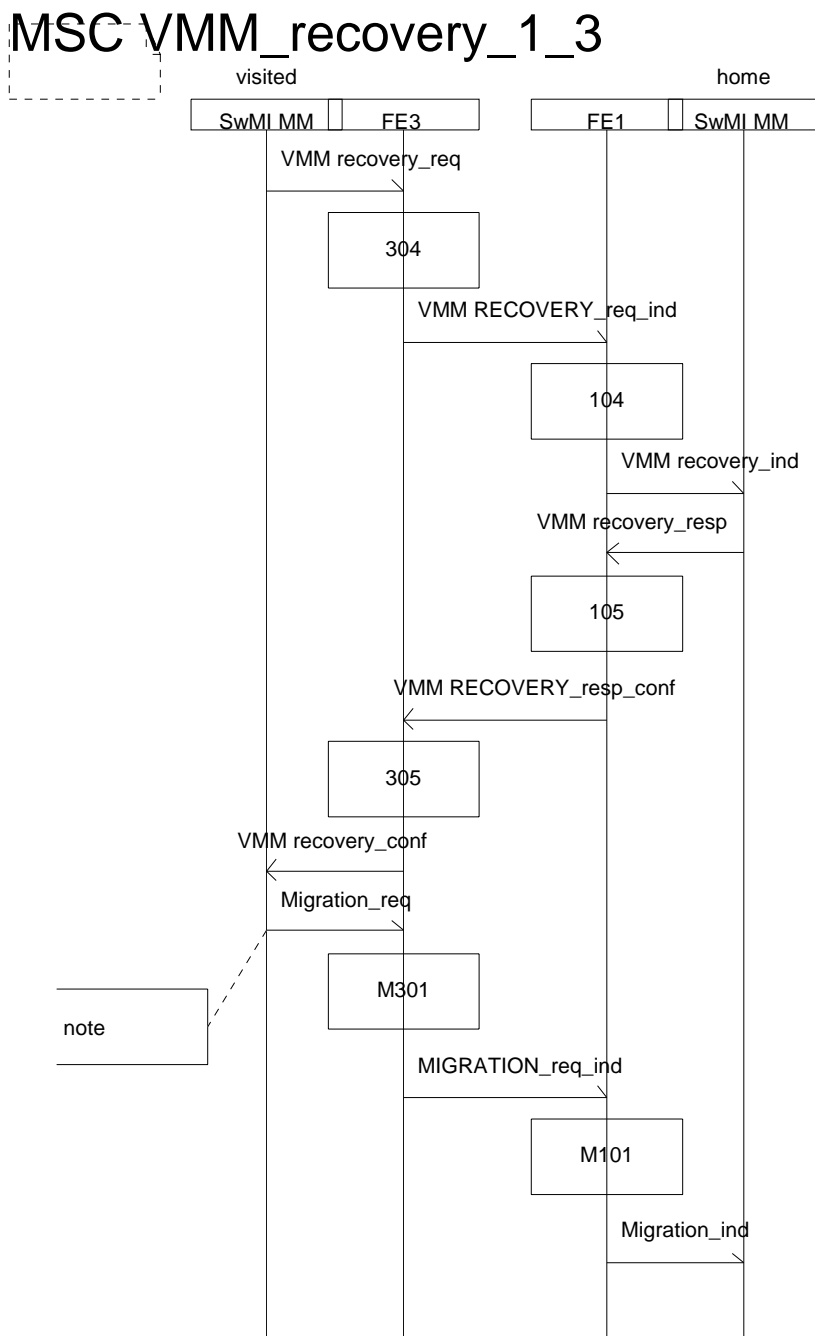 MSC VMM_recovery_1_3
visited home
SwMI MM FE3 FE1 SwMI MM
VMM recovery_req
304
VMM RECOVERY_req_ind
104
VMM recovery_ind
VMM recovery_resp
105
VMM RECOVERY_resp_conf
305
VMM recovery_conf
Migration_req
M301
note
MIGRATION_req_ind
M101
Migration_ind